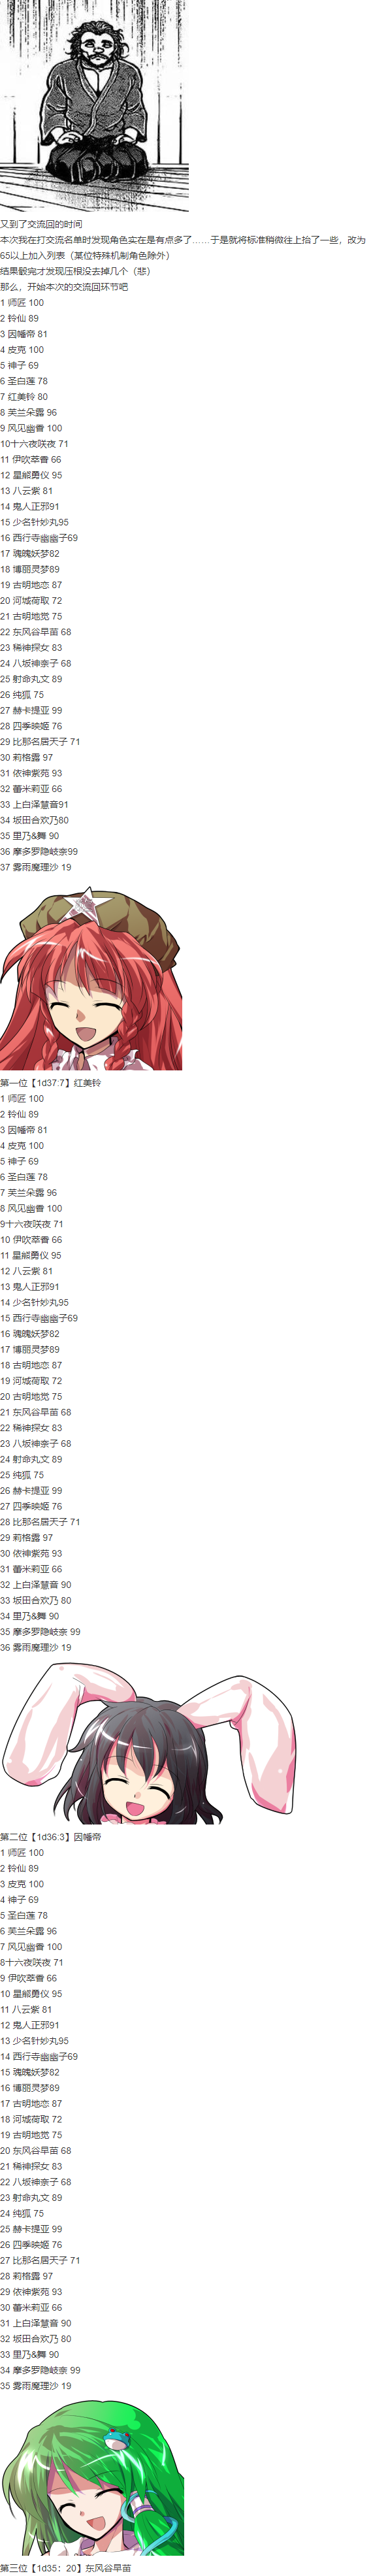 又到了交流回的时间
本次我在打交流名单时发现角色实在是有点多了……于是就将标准稍微往上抬了一些，改为
65以上加入列表（某位特殊机制角色除外）
结果骰完才发现压根没去掉几个（悲）
那么，开始本次的交流回环节吧
1 师匠 100
2 铃仙 89
3 因幡帝 81
4 皮克 100
5 神子 69
6 圣白莲 78
7 红美铃 80
8 芙兰朵露 96
9 风见幽香 100
10十六夜咲夜 71
11 伊吹萃香 66
12 星熊勇仪 95
13 八云紫 81
14 鬼人正邪91
15 少名针妙丸95
16 西行寺幽幽子69
17 魂魄妖梦82
18 博丽灵梦89
19 古明地恋 87
20 河城荷取 72
21 古明地觉 75
22 东风谷早苗 68
23 稀神探女 83
24 八坂神奈子 68
25 射命丸文 89
26 纯狐 75
27 赫卡提亚 99
28 四季映姬 76
29 比那名居天子 71
30 莉格露 97
31 依神紫苑 93
32 蕾米莉亚 66
33 上白泽慧音91
34 坂田合欢乃80
35 里乃&舞 90
36 摩多罗隐岐奈99
37 雾雨魔理沙 19
第一位【1d37:7】红美铃
1 师匠 100
2 铃仙 89
3 因幡帝 81
4 皮克 100
5 神子 69
6 圣白莲 78
7 芙兰朵露 96
8 风见幽香 100
9十六夜咲夜 71
10 伊吹萃香 66
11 星熊勇仪 95
12 八云紫 81
13 鬼人正邪91
14 少名针妙丸95
15 西行寺幽幽子69
16 魂魄妖梦82
17 博丽灵梦89
18 古明地恋 87
19 河城荷取 72
20 古明地觉 75
21 东风谷早苗 68
22 稀神探女 83
23 八坂神奈子 68
24 射命丸文 89
25 纯狐 75
26 赫卡提亚 99
27 四季映姬 76
28 比那名居天子 71
29 莉格露 97
30 依神紫苑 93
31 蕾米莉亚 66
32 上白泽慧音 90
33 坂田合欢乃 80
34 里乃&舞 90
35 摩多罗隐岐奈 99
36 雾雨魔理沙 19
第二位【1d36:3】因幡帝
1 师匠 100
2 铃仙 89
3 皮克 100
4 神子 69
5 圣白莲 78
6 芙兰朵露 96
7 风见幽香 100
8十六夜咲夜 71
9 伊吹萃香 66
10 星熊勇仪 95
11 八云紫 81
12 鬼人正邪91
13 少名针妙丸95
14 西行寺幽幽子69
15 魂魄妖梦82
16 博丽灵梦89
17 古明地恋 87
18 河城荷取 72
19 古明地觉 75
20 东风谷早苗 68
21 稀神探女 83
22 八坂神奈子 68
23 射命丸文 89
24 纯狐 75
25 赫卡提亚 99
26 四季映姬 76
27 比那名居天子 71
28 莉格露 97
29 依神紫苑 93
30 蕾米莉亚 66
31 上白泽慧音 90
32 坂田合欢乃 80
33 里乃&舞 90
34 摩多罗隐岐奈 99
35 雾雨魔理沙 19
第三位【1d35：20】东风谷早苗